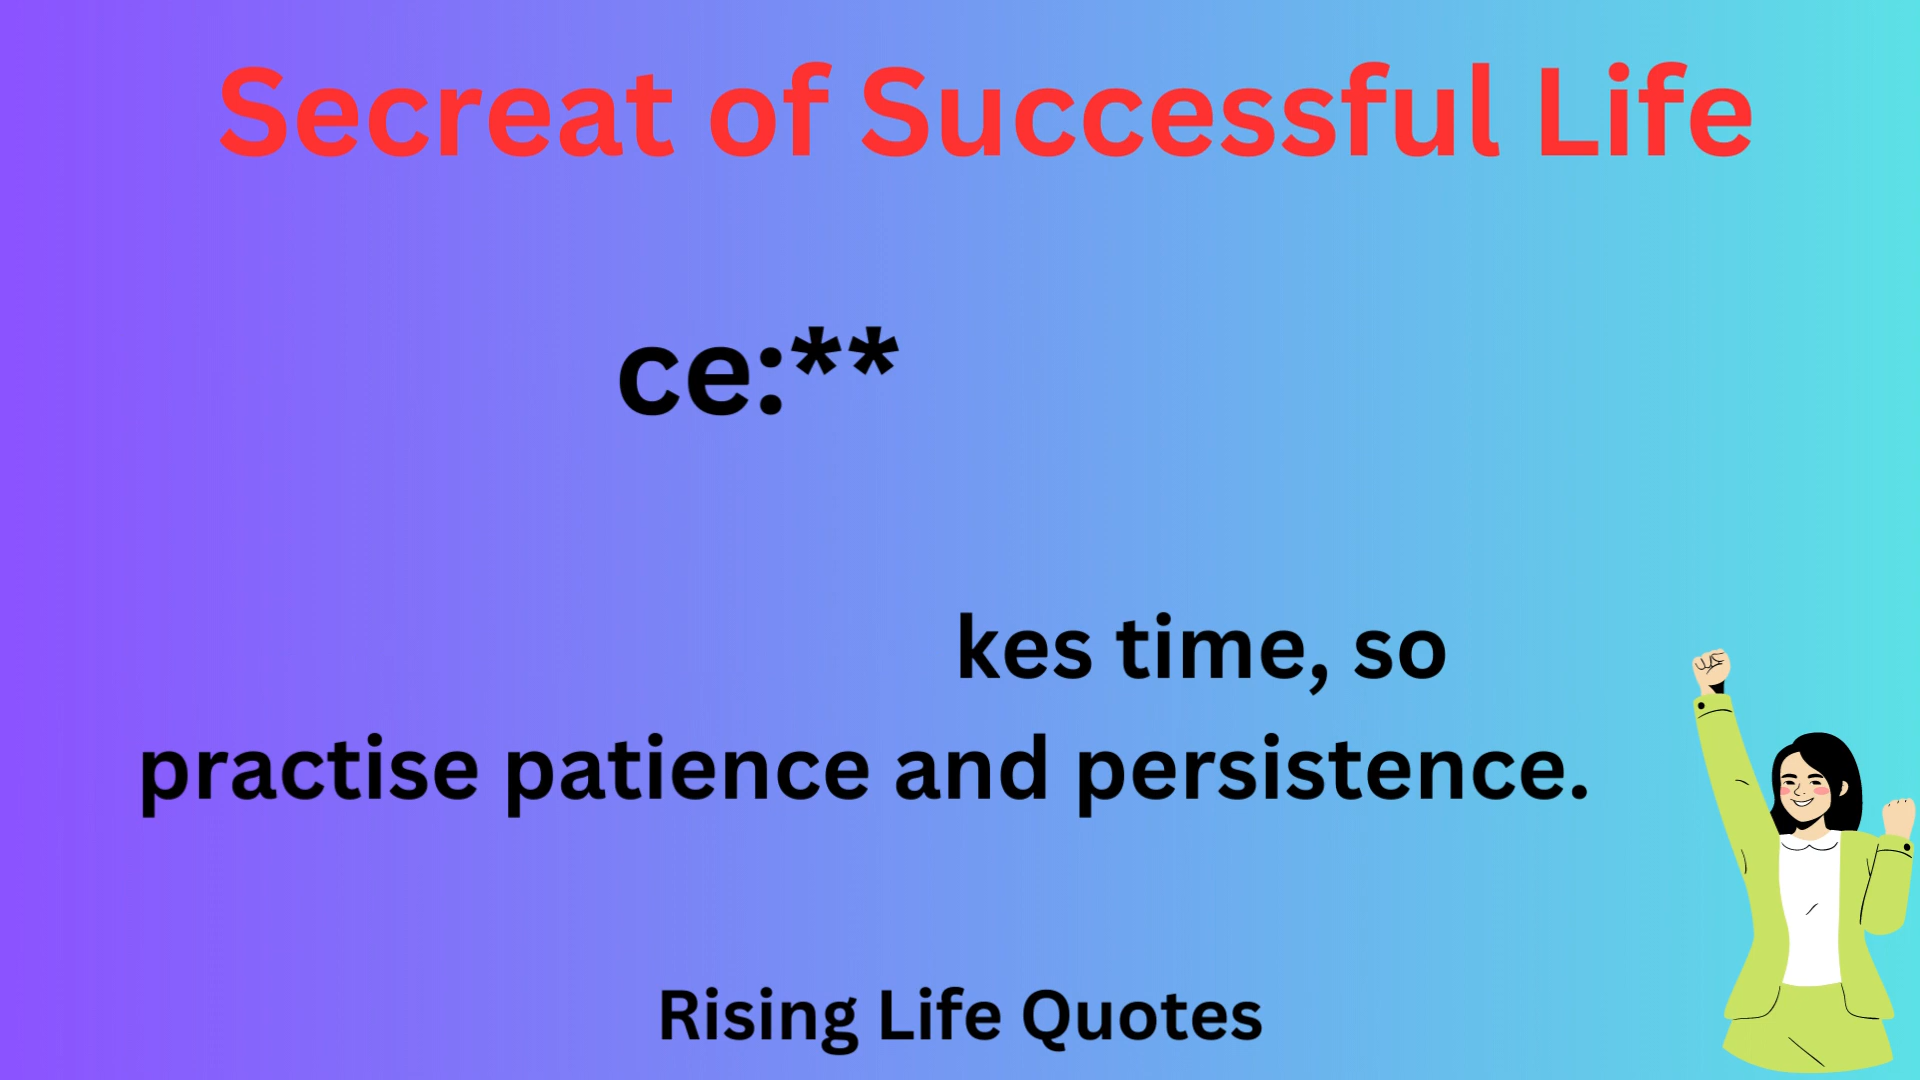 Secreat of Successful Life
ce:**
kes time, so
practise patience and persistence.
Rising Life Quotes